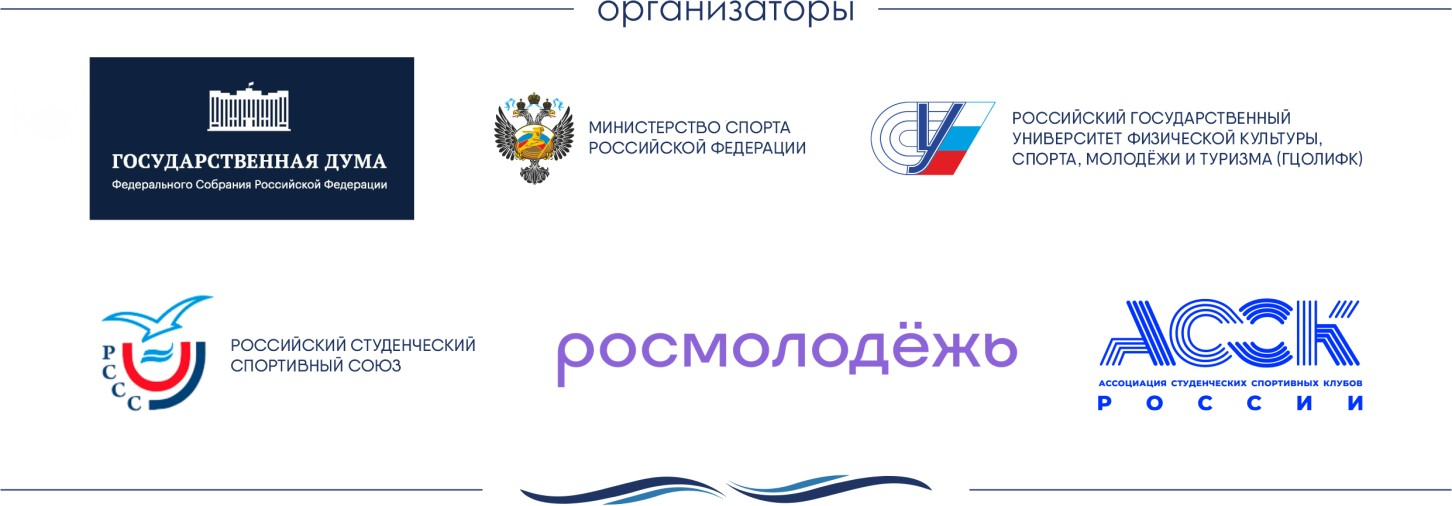 организаторы
ГОСУДАРСТВЕННАЯ ДУМА
Федерального Собрания Российской Федерации
МИНИСТЕРСТВО СПОРТА
РОССИЙСКОЙ ФЕДЕРАЦИИ
СУ
РОССИЙСКИЙ ГОСУДАРСТВЕННЫЙ
УНИВЕРСИТЕТ ФИЗИЧЕСКОЙ КУЛЬТУРЫ,
СПОРТА, МОЛОДЁЖИ И ТУРИЗМА (ГЦОЛИФК)
РССС
РОССИЙСКИЙ СТУДЕНЧЕСКИЙ
СПОРТИВНЫЙ СОЮЗ
росмолодёжь
АССК
АССОЦИАЦИЯ СТУДЕНЧЕСКИХ СПОРТИВНЫХ КЛУБОВ
РОССИИ